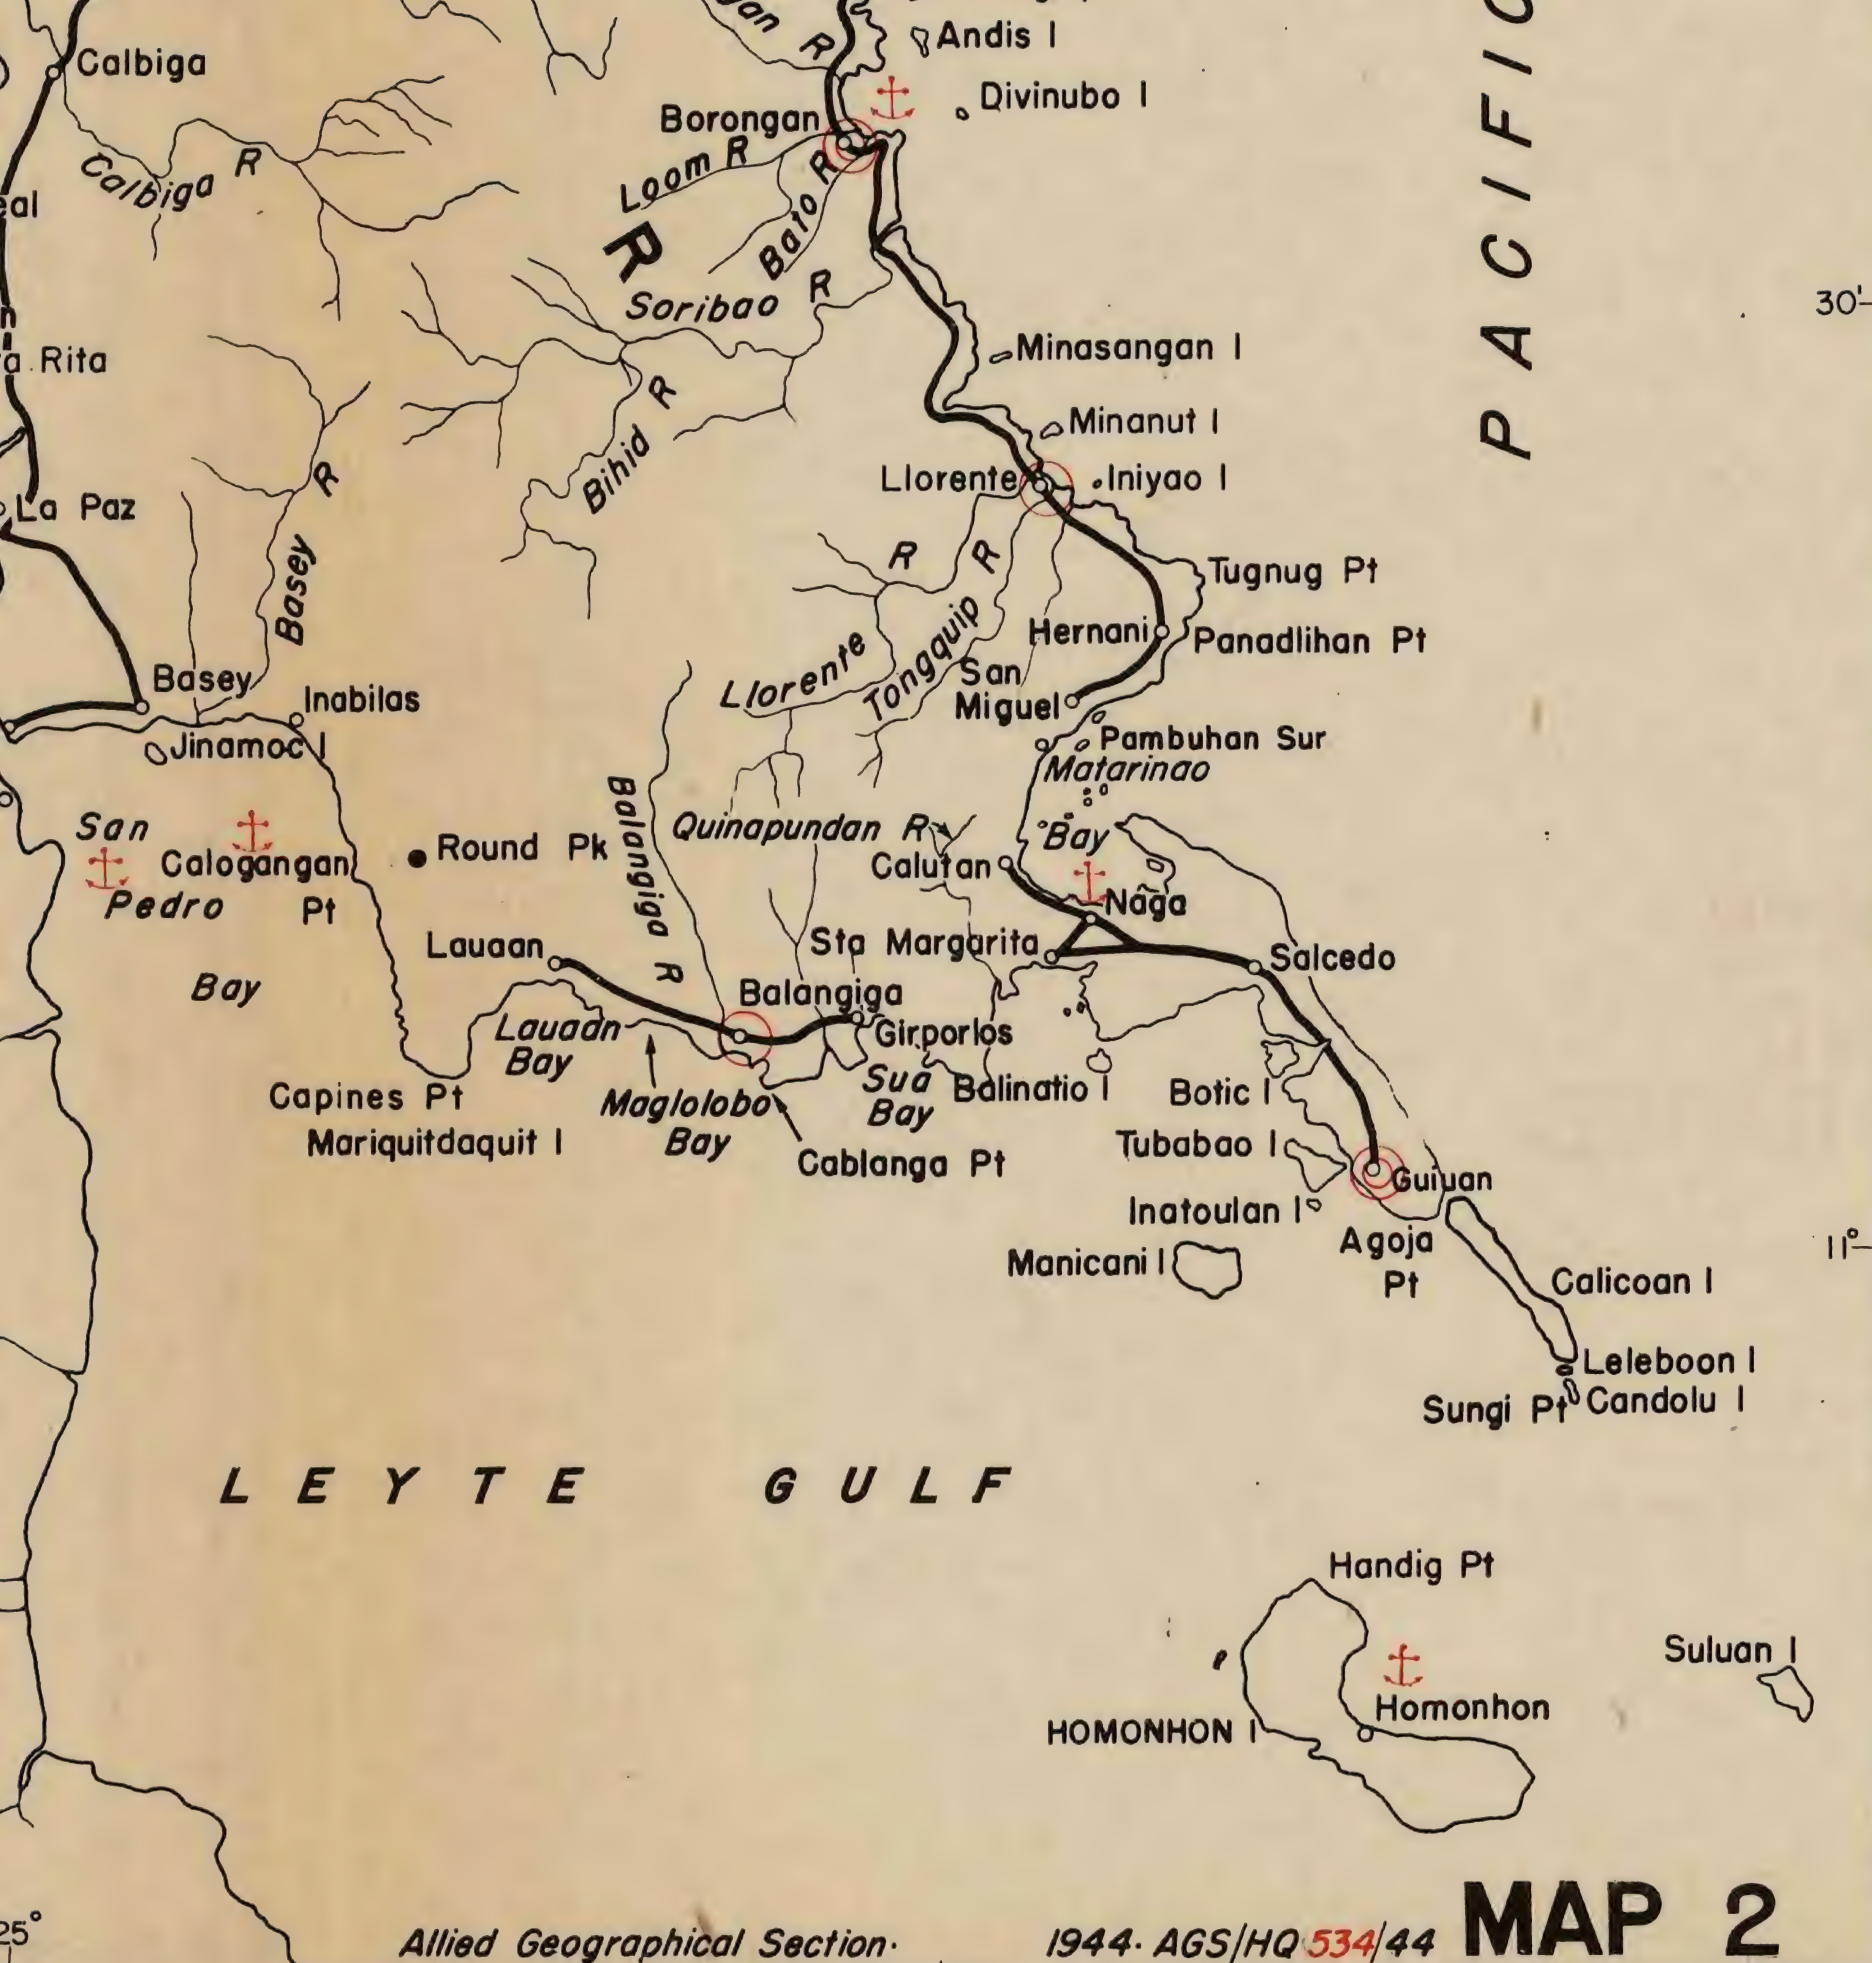 Andis I
R
Calbiga
Divinubo I
Borongan
Loom R
Calbiga R
Bato R
R
Soribao R
30'
PACIFIC
Minasangan I
Rita
Bihid R
Minanut I
Llorente
Iniyao I
La Paz
Basey R
R
R
Tugnug Pt
Hernani
Panadlihan Pt
Llorente
Tongquip
San
Miguel
Basey
Inabilas
Jinamoc I
Pambuhan Sur
Matarinao
Bay
San
Pedro
Bay
Calogangan
Pt
Round Pk
Balangiga R
Quinapundan R
Calutan
Naga
Lauaan
Sta Margarita
Salcedo
Balangiga
Girporlos
Lauaan
Bay
Capines Pt
Maglolobo
Bay
Sua
Bay
Balinatio I
Botic I
Mariquitdaquit I
Cablanga Pt
Tubabao I
Guiuan
Inatoulan I
Agoja
Pt
11°
Manicani I
Calicoan I
Leleboon I
Sungi Pt
Candolu I
LEYTE GULF
Handig Pt
Suluan I
Homonhon
HOMONHON I
25°
Allied Geographical Section.
1944. AGS/HQ 534/44
MAP 2